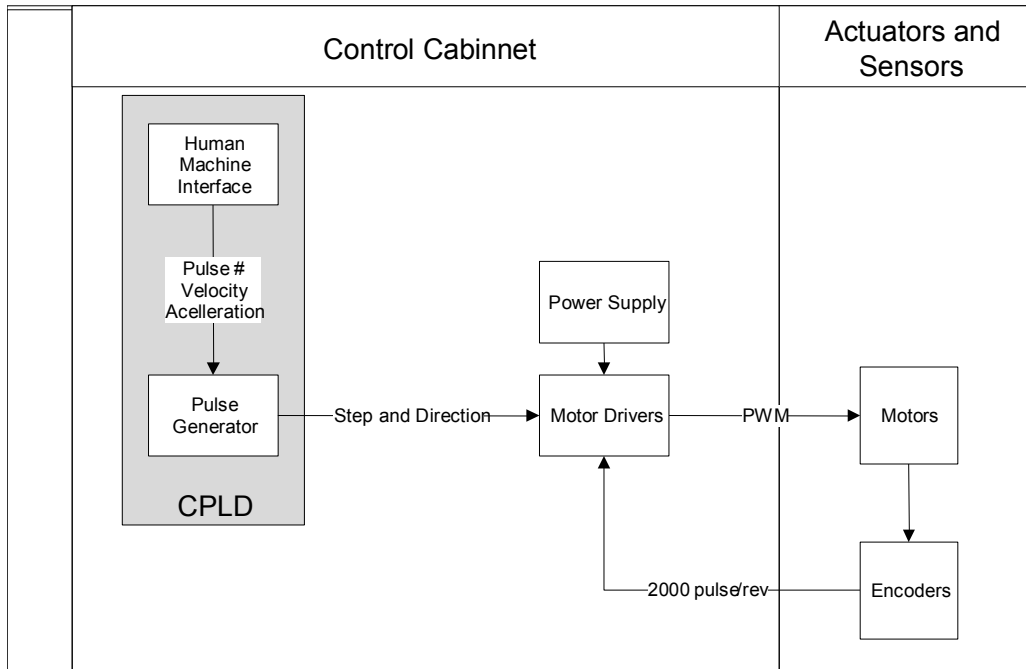 Control Cabinnet
Actuators and
Sensors
Human
Machine
Interface
Pulse #
Velocity
Acelleration
Power Supply
Pulse
Generator
Step and Direction
Motor Drivers
PWM
Motors
CPLD
2000 pulse/rev
Encoders